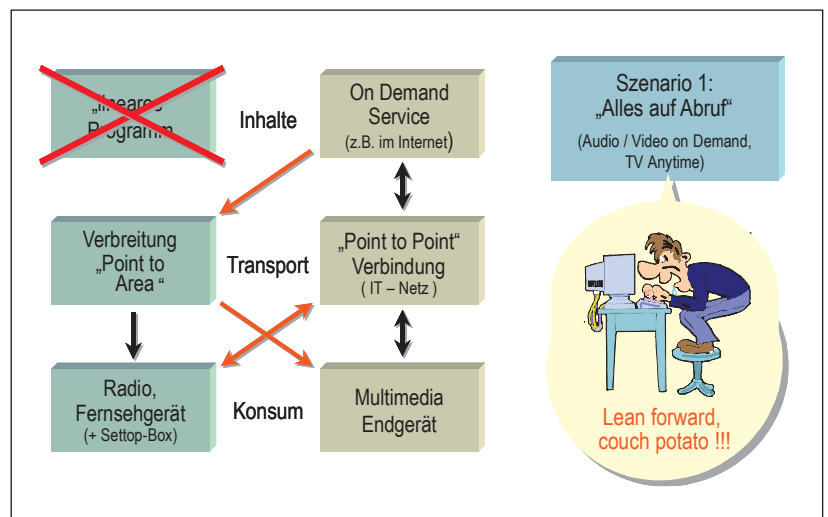 „lineares“
Programm
Inhalte
On Demand
Service
(z.B. im Internet)
Szenario 1:
„Alles auf Abruf“
(Audio / Video on Demand,
TV Anytime)
Verbreitung
„Point to
Area “
Transport
„Point to Point“
Verbindung
( IT – Netz )
Radio,
Fernsehgerät
(+ Settop-Box)
Konsum
Multimedia
Endgerät
Lean forward,
couch potato !!!